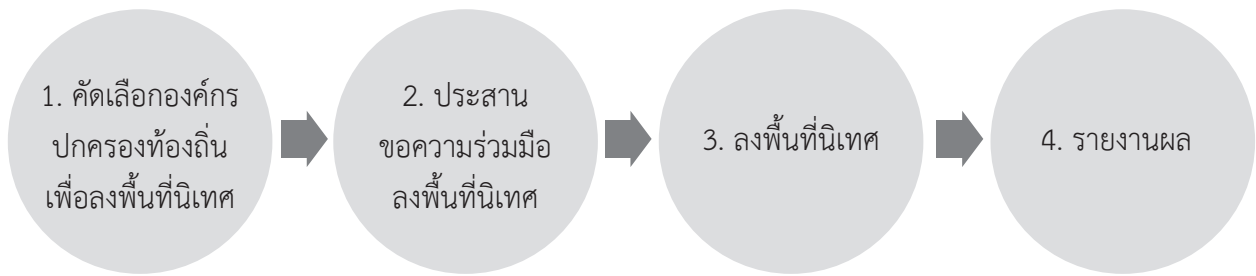 1. คัดเลือกองค์กร
ปกครองท้องถิ่น
เพื่อลงพื้นที่นิเทศ
2. ประสาน
ขอความร่วมมือ
ลงพื้นที่นิเทศ
3. ลงพื้นที่นิเทศ
4. รายงานผล